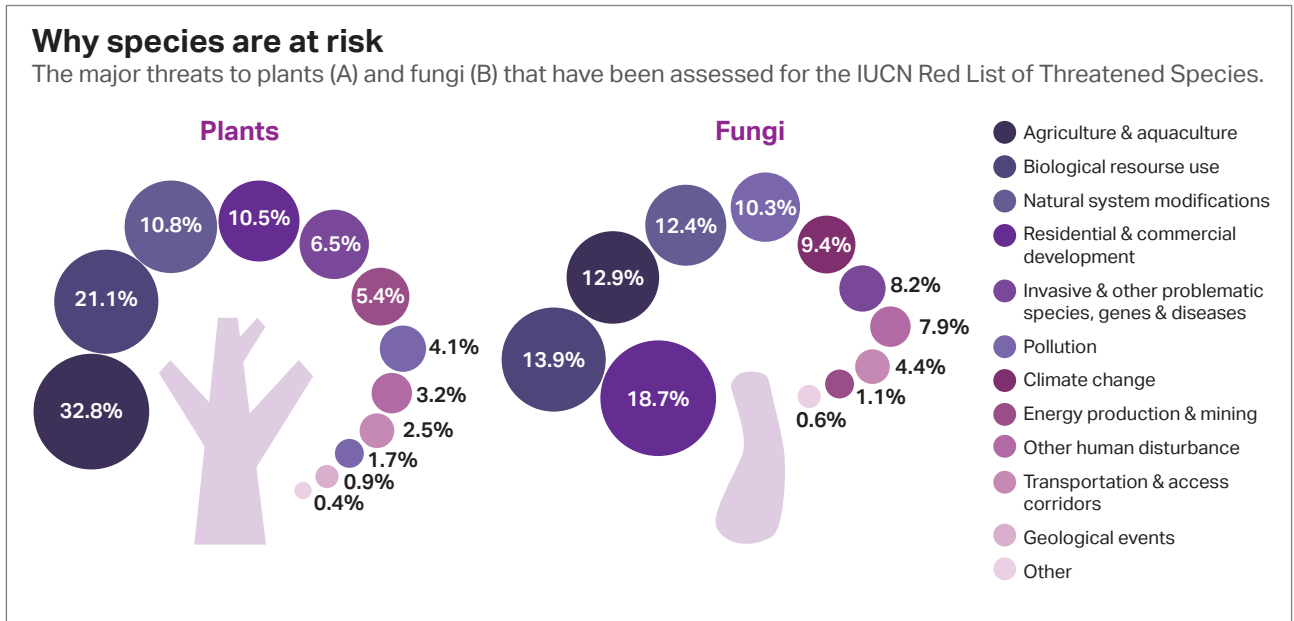 Why species are at risk
The major threats to plants (A) and fungi (B) that have been assessed for the IUCN Red List of Threatened Species.
Plants
32.8%
21.1%
10.8%
10.5%
6.5%
5.4%
4.1%
3.2%
2.5%
1.7%
0.9%
0.4%
Fungi
18.7%
13.9%
12.9%
12.4%
10.3%
9.4%
8.2%
7.9%
4.4%
1.1%
0.6%
Agriculture & aquaculture
Biological resourse use
Natural system modifications
Residential & commercial
development
Invasive & other problematic
species, genes & diseases
Pollution
Climate change
Energy production & mining
Other human disturbance
Transportation & access
corridors
Geological events
Other